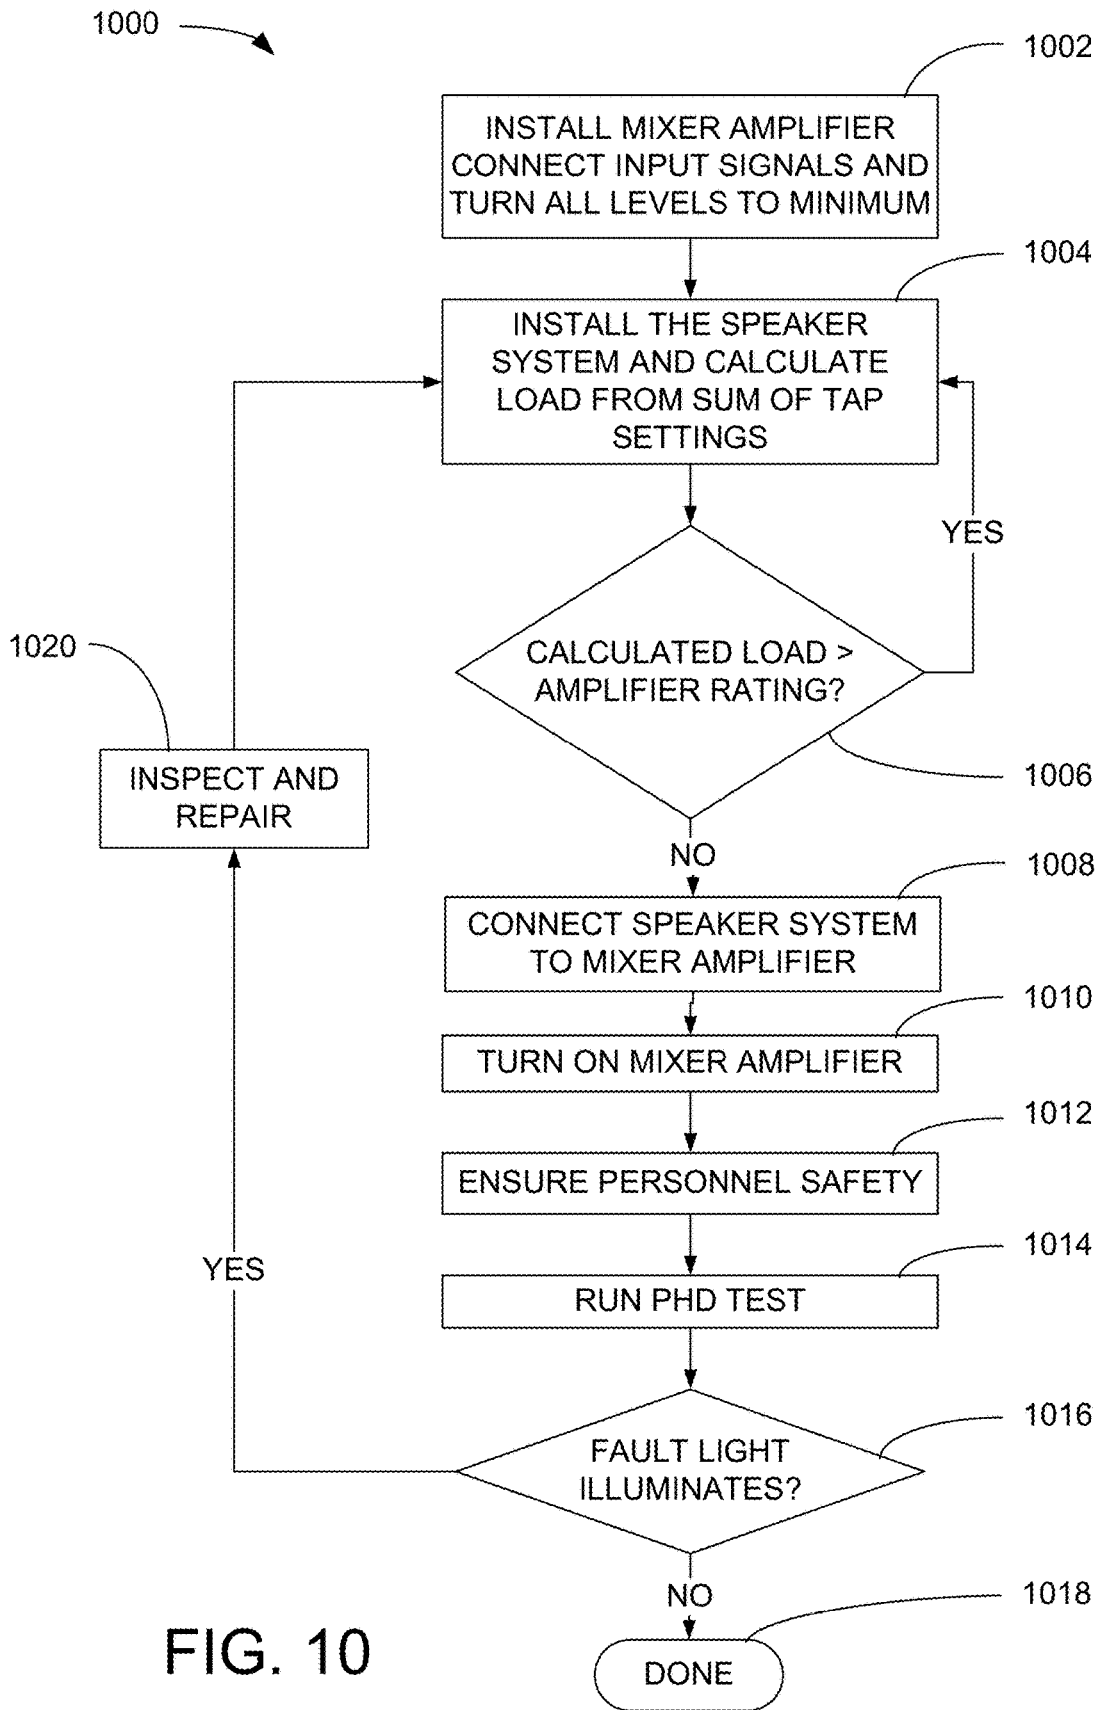 1000
1002
INSTALL MIXER AMPLIFIER
CONNECT INPUT SIGNALS AND
TURN ALL LEVELS TO MINIMUM
1004
INSTALL THE SPEAKER
SYSTEM AND CALCULATE
LOAD FROM SUM OF TAP
SETTINGS
YES
1020
CALCULATED LOAD >
AMPLIFIER RATING?
1006
INSPECT AND
REPAIR
NO
1008
CONNECT SPEAKER SYSTEM
TO MIXER AMPLIFIER
1010
TURN ON MIXER AMPLIFIER
1012
ENSURE PERSONNEL SAFETY
1014
YES
RUN PHD TEST
1016
FAULT LIGHT
ILLUMINATES?
NO
1018
DONE
FIG. 10